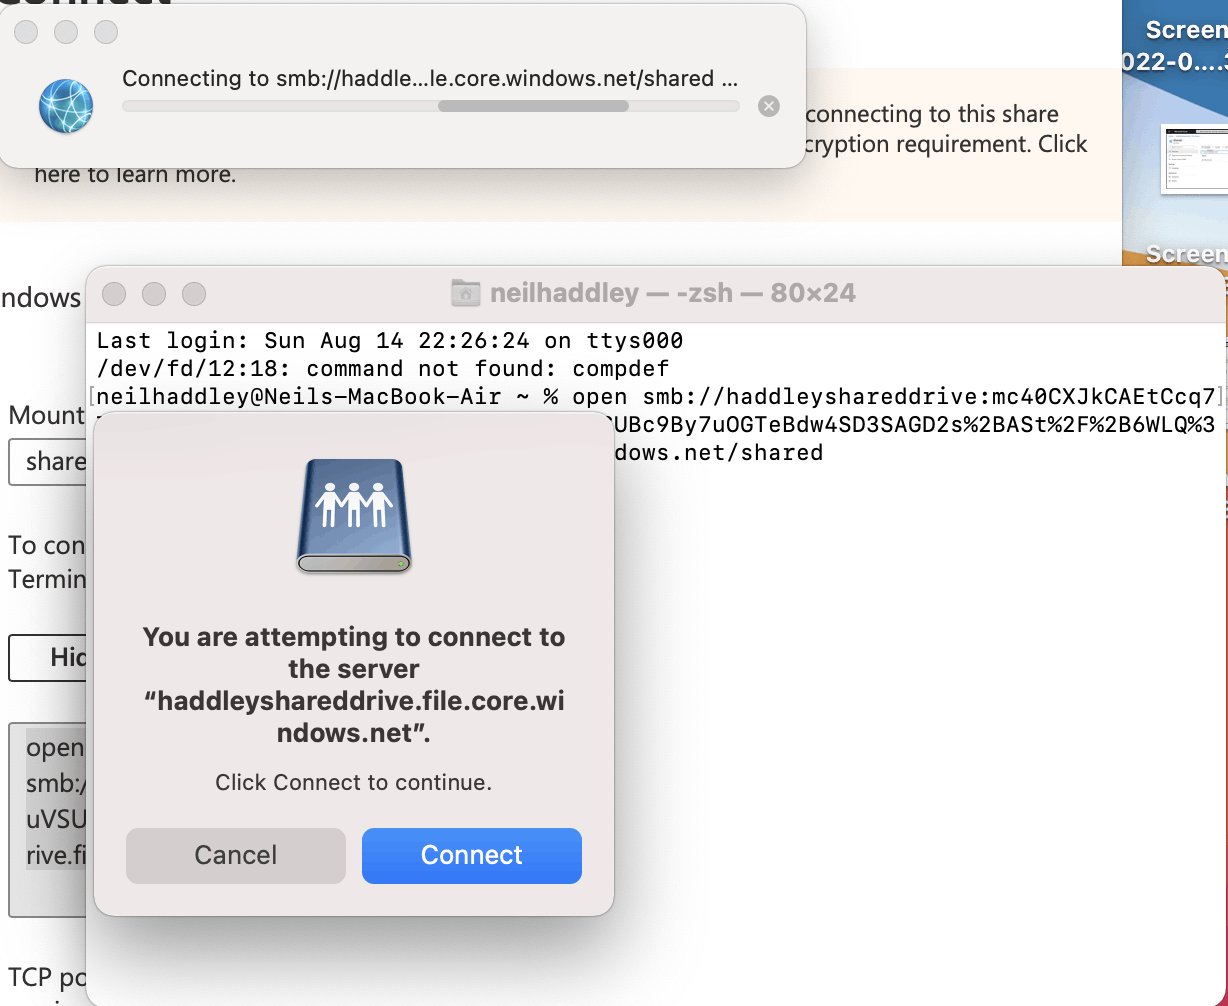 Connect
Connecting to smb://haddle...le.core.windows.net/shared ...
connecting to this share
cryption requirement. Click
here to learn more.
Screen
022-0....3
Screen
ndows
neilhaddley — -zsh — 80×24
Last login: Sun Aug 14 22:26:24 on ttys000
/dev/fd/12:18: command not found: compdef
neilhaddley@Neils-MacBook-Air ~ % open smb://haddleyshareddrive:mc40CXJkCAEtCcq7
UBc9By7uOGTeBdw4SD3SAGD2s%2BASt%2F%2B6WLQ%3
dows.net/shared
Mount
share
To con
Termin
Hid
open
smb:/
uVSU
rive.fi
TCP po
You are attempting to connect to
the server
“haddleyshareddrive.file.core.wi
ndows.net”.
Click Connect to continue.
Cancel
Connect